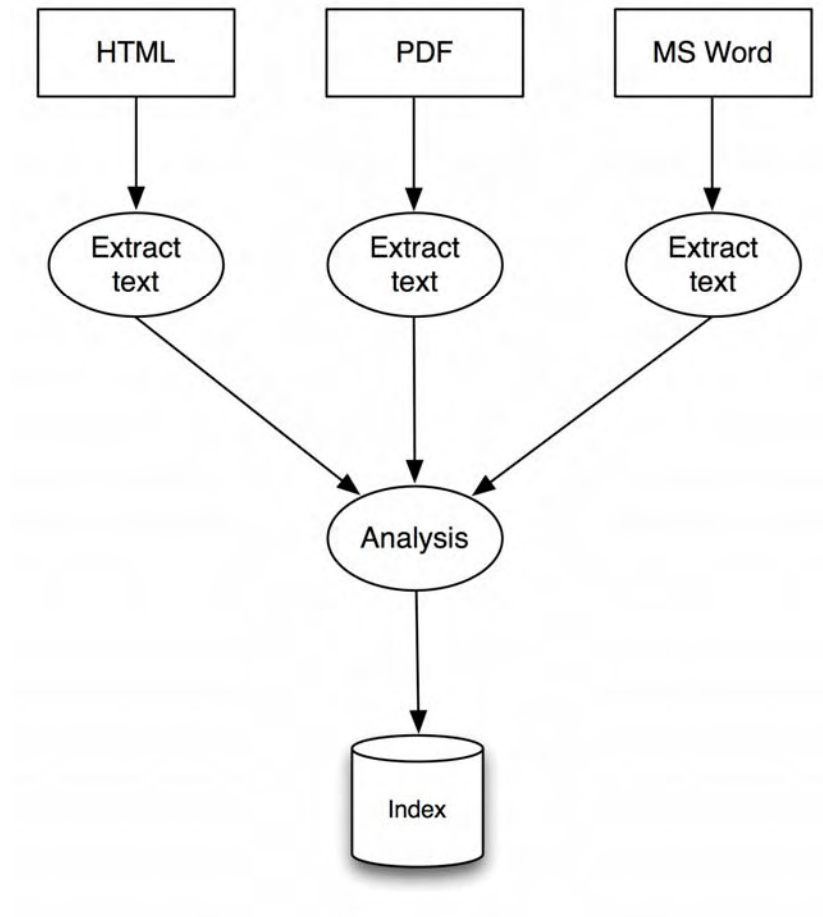 HTML
PDF
MS Word
Extract
text
Extract
text
Extract
text
Analysis
Index